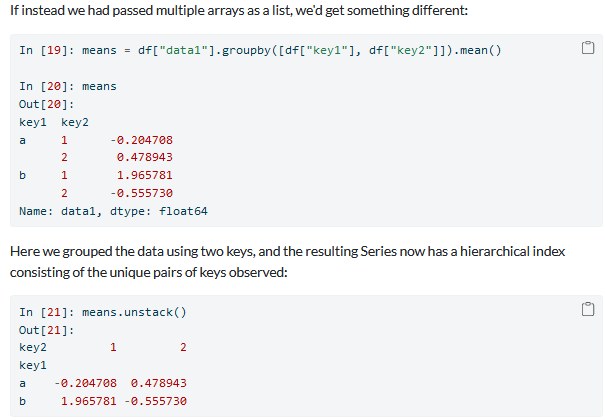 If instead we had passed multiple arrays as a list, we'd get something different:
In [19]: means = df["data1"].groupby([df["key1"], df["key2"]]).mean()
In [20]: means
Out[20]:
key1  key2
a     1      -0.204708
      2       0.478943
b     1       1.965781
      2      -0.555730
Name: data1, dtype: float64
Here we grouped the data using two keys, and the resulting Series now has a hierarchical index
consisting of the unique pairs of keys observed:
In [21]: means.unstack()
Out[21]:
key2         1         2
key1
a    -0.204708  0.478943
b     1.965781 -0.555730